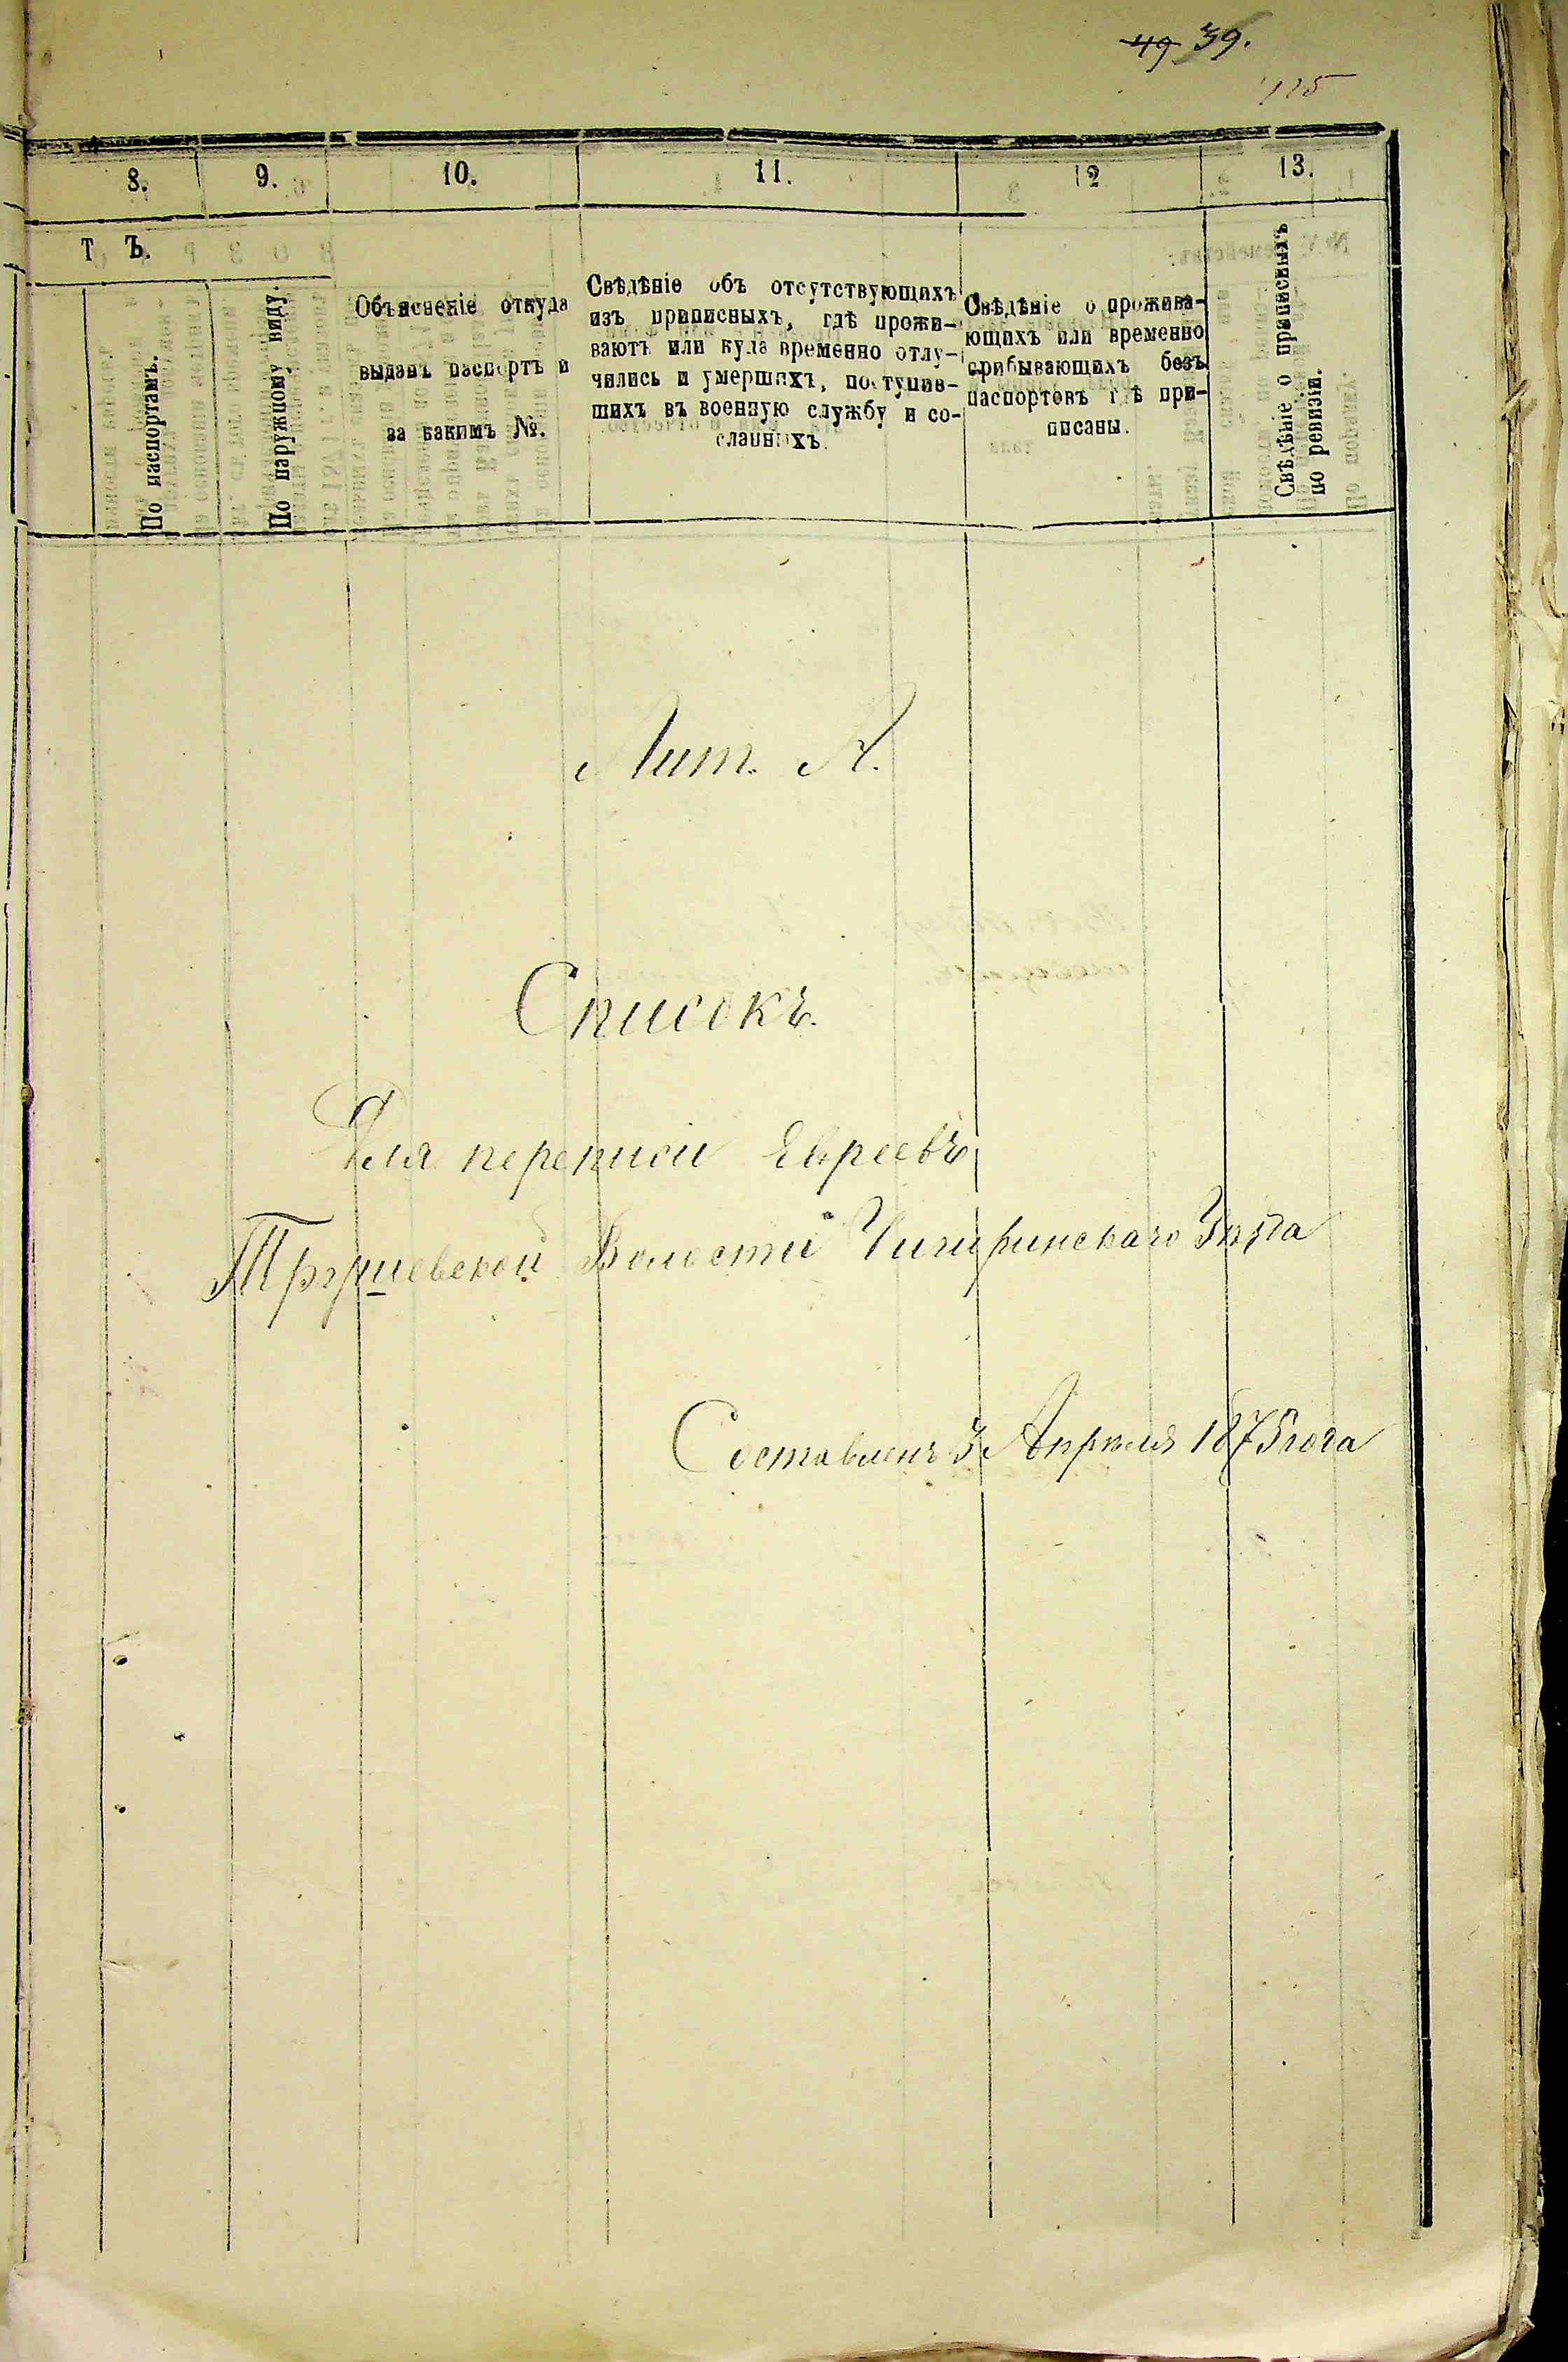 49 39.
115
8. 9. 10. 11. 12 13.
Т Ъ.
По паспортамъ.
По наружному виду.
Объясненіе откуда
выданъ паспортъ и
за какимъ №.
Свѣдѣніе объ отсутствующихъ
изъ приписныхъ, гдѣ прожи-
ваютъ или куда временно отлу-
чились и умершихъ, поступив-
шихъ въ военную службу и со-
сланныхъ.
Свѣдѣніе о прожива-
ющихъ или временно
прибывающихъ безъ
паспортовъ гдѣ при-
писаны.
Свѣдѣніе о приписныхъ
по ревизіи.
Лит. А.
Списокъ.
Для переписи Евреевъ
Трушевской Волости Чигиринскаго Уѣзда
Составленъ 3 Апрѣля 1875 года